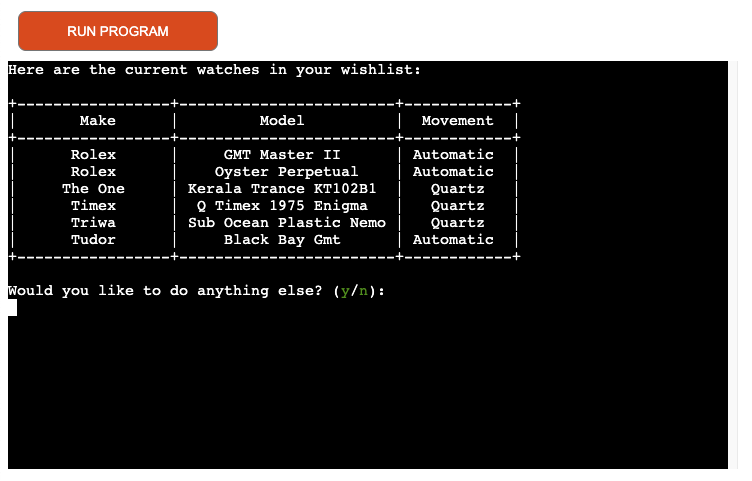 RUN PROGRAM
Here are the current watches in your wishlist:
+-----------------+------------------------+------------+
| Make | Model | Movement |
+-----------------+------------------------+------------+
| Rolex | GMT Master II | Automatic |
| Rolex | Oyster Perpetual | Automatic |
| The One | Kerala Trance KT102B1 | Quartz |
| Timex | Q Timex 1975 Enigma | Quartz |
| Triwa | Sub Ocean Plastic Nemo | Quartz |
| Tudor | Black Bay Gmt | Automatic |
+-----------------+------------------------+------------+
Would you like to do anything else? (y/n):